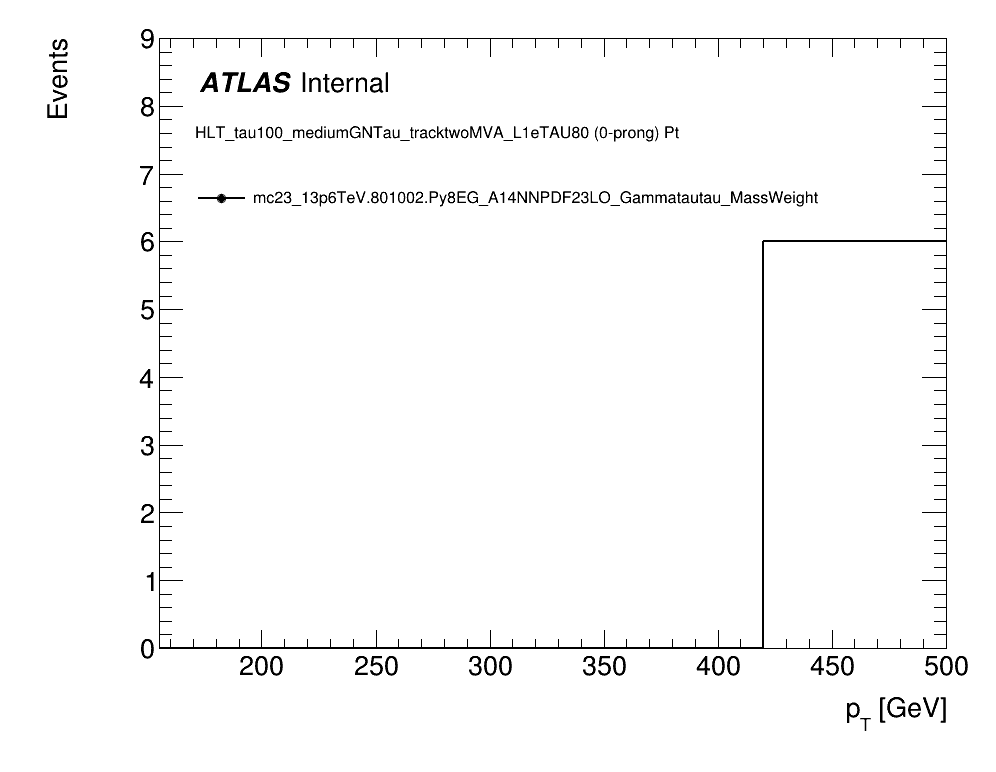 Events
9
ATLAS Internal
8
HLT_tau100_mediumGNTau_tracktwoMVA_L1eTAU80 (0-prong) Pt
7
mc23_13p6TeV.801002.Py8EG_A14NNPDF23LO_Gammatautau_MassWeight
6
5
4
3
2
1
0
200 250 300 350 400 450 500
p_T [GeV]